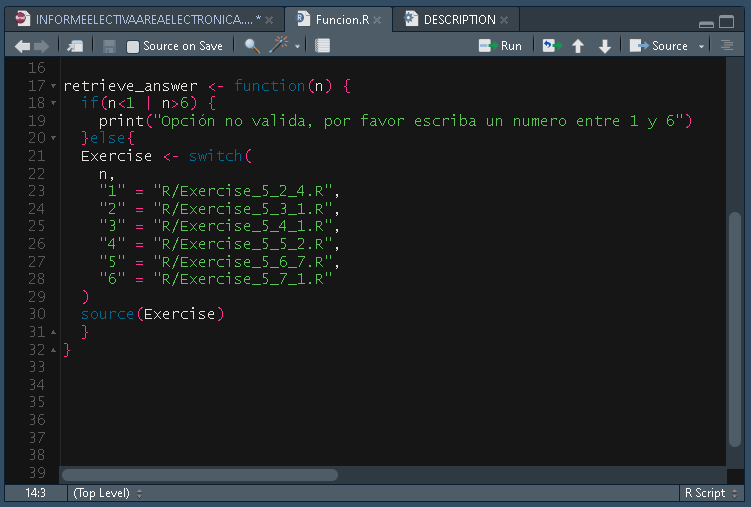 INFORMEELECTIVAAREAELECTRONICA.... * Funcion.R DESCRIPTION
Source on Save Run Source
16
17 retrieve_answer <- function(n) {
18 if(n<1 | n>6) {
19 print("Opción no valida, por favor escriba un numero entre 1 y 6")
20 }else{
21 Exercise <- switch(
22 n,
23 "1" = "R/Exercise_5_2_4.R",
24 "2" = "R/Exercise_5_3_1.R",
25 "3" = "R/Exercise_5_4_1.R",
26 "4" = "R/Exercise_5_5_2.R",
27 "5" = "R/Exercise_5_6_7.R",
28 "6" = "R/Exercise_5_7_1.R"
29 )
30 source(Exercise)
31 }
32 }
33
34
35
36
37
38
39
14:3 (Top Level) R Script